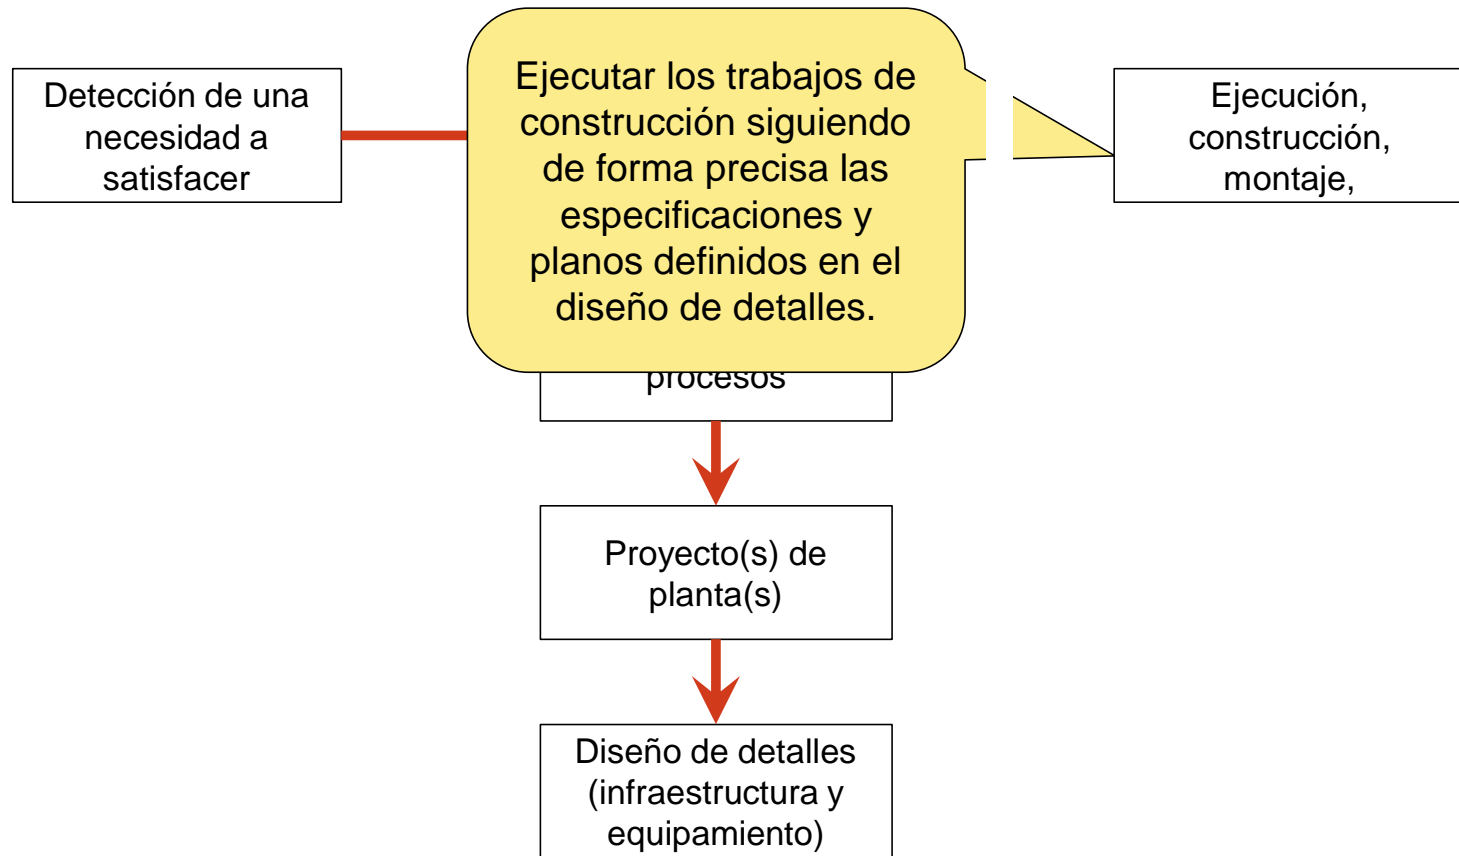 Detección de una
necesidad a
satisfacer
Ejecutar los trabajos de
construcción siguiendo
de forma precisa las
especificaciones y
planos definidos en el
diseño de detalles.
Ejecución,
construcción,
montaje,
procesos
Proyecto(s) de
planta(s)
Diseño de detalles
(infraestructura y
equipamiento)